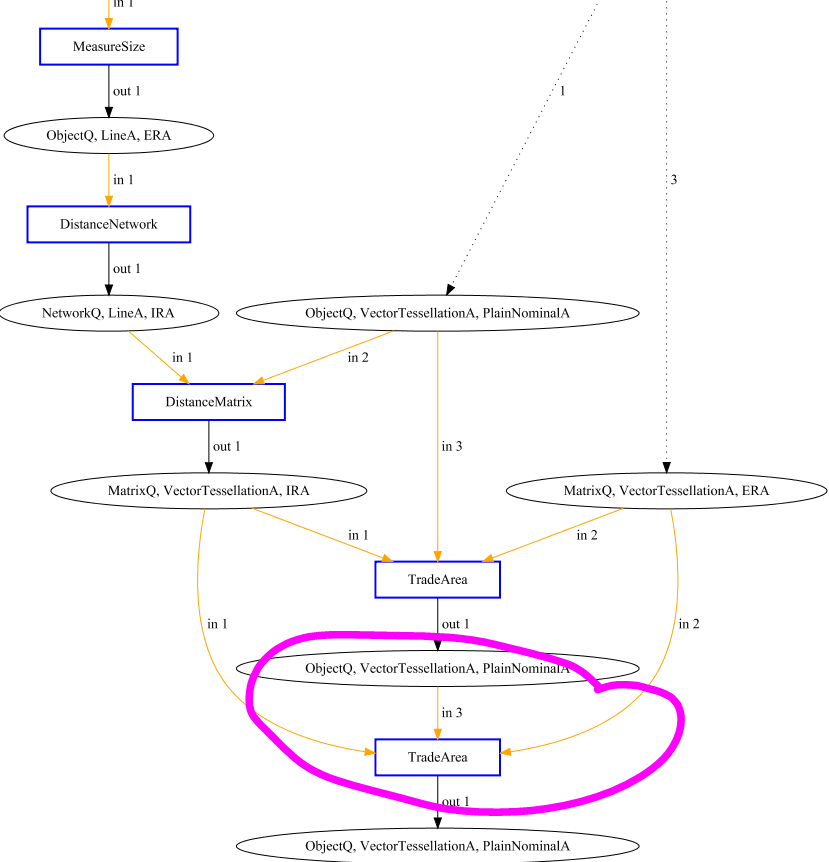 in 1
MeasureSize
out 1
1
ObjectQ, LineA, ERA
in 1
3
DistanceNetwork
out 1
NetworkQ, LineA, IRA
ObjectQ, VectorTessellationA, PlainNominalA
in 1
in 2
DistanceMatrix
out 1
in 3
MatrixQ, VectorTessellationA, IRA
MatrixQ, VectorTessellationA, ERA
in 1
in 2
TradeArea
in 1
out 1
in 2
ObjectQ, VectorTessellationA, PlainNominalA
in 3
TradeArea
out 1
ObjectQ, VectorTessellationA, PlainNominalA